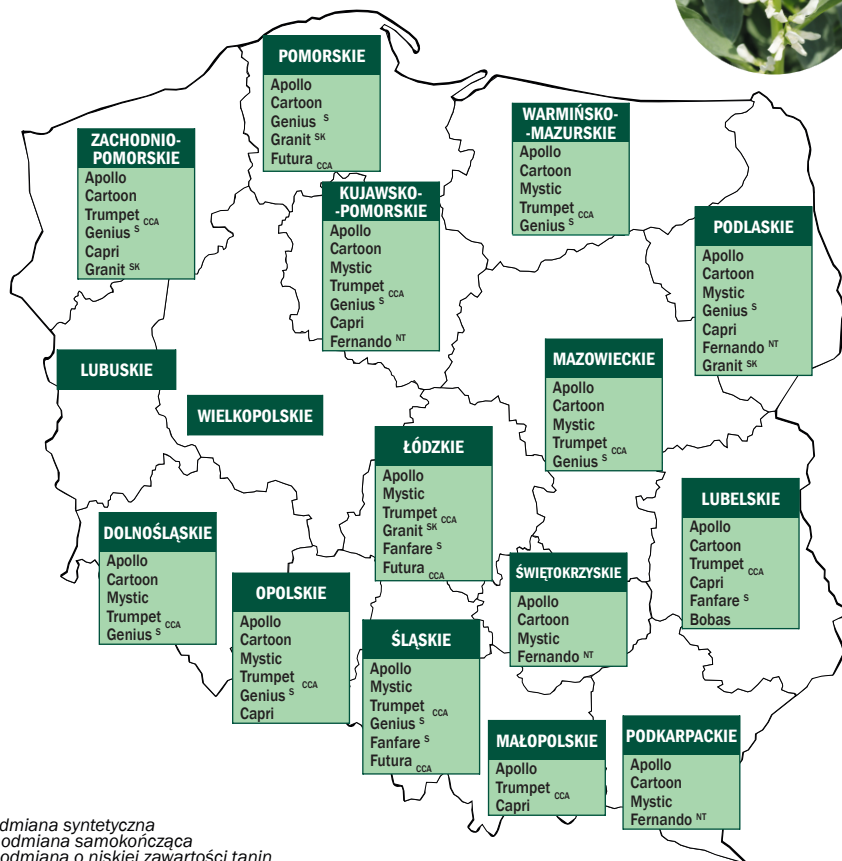 POMORSKIE
Apollo
Cartoon
Genius S
Granit SK
Futura CCA
WARMIŃSKO-
-MAZURSKIE
Apollo
Cartoon
Mystic
Trumpet CCA
Genius S
ZACHODNIO-
POMORSKIE
Apollo
Cartoon
Trumpet CCA
Genius S
Capri
Granit SK
KUJAWSKO-
-POMORSKIE
Apollo
Cartoon
Mystic
Trumpet CCA
Genius S
Capri
Fernando NT
PODLASKIE
Apollo
Cartoon
Mystic
Genius S
Capri
Fernando NT
Granit SK
LUBUSKIE
WIELKOPOLSKIE
MAZOWIECKIE
Apollo
Cartoon
Mystic
Trumpet CCA
Genius S
ŁÓDZKIE
Apollo
Mystic
Trumpet CCA
Granit SK
Fanfare S
Futura CCA
LUBELSKIE
Apollo
Cartoon
Trumpet CCA
Capri
Fanfare S
Bobas
DOLNOŚLĄSKIE
Apollo
Cartoon
Mystic
Trumpet CCA
Genius S
OPOLSKIE
Apollo
Cartoon
Mystic
Trumpet CCA
Genius S
Capri
ŚWIĘTOKRZYSKIE
Apollo
Cartoon
Mystic
Fernando NT
ŚLĄSKIE
Apollo
Mystic
Trumpet CCA
Genius S
Fanfare S
Futura CCA
MAŁOPOLSKIE
Apollo
Trumpet CCA
Capri
PODKARPACKIE
Apollo
Cartoon
Mystic
Fernando NT
dmiana syntetyczna
odmiana samokończąca
odmiana o niskiej zawartości tanin